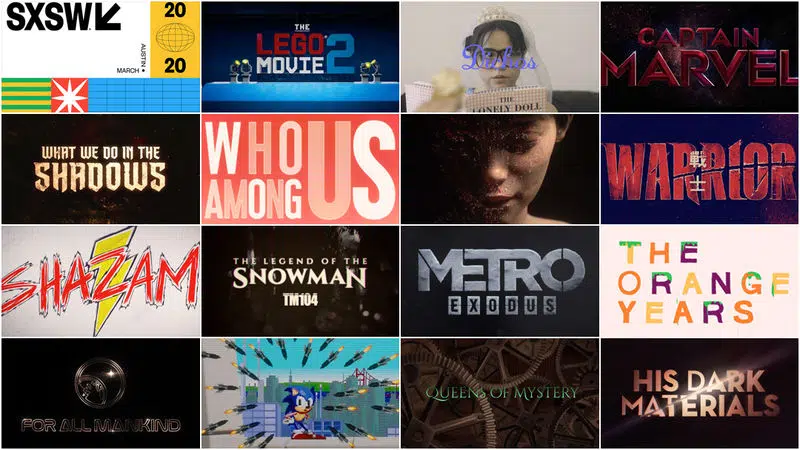 SXSW
20
20
AUSTIN
MARCH
THE
LEGO
MOVIE 2
Dickers
THE
LONELY DOLL
CAPTAIN
MARVEL
WHAT WE DO IN THE
SHADOWS
WHO
AMONG US
WARRIOR
戦
士
SHAZAM
THE LEGEND OF THE
SNOWMAN
TM104
METRO
EXODUS
THE
ORANGE
YEARS
FOR ALL MANKIND
QUEENS OF MYSTERY
HIS DARK
MATERIALS